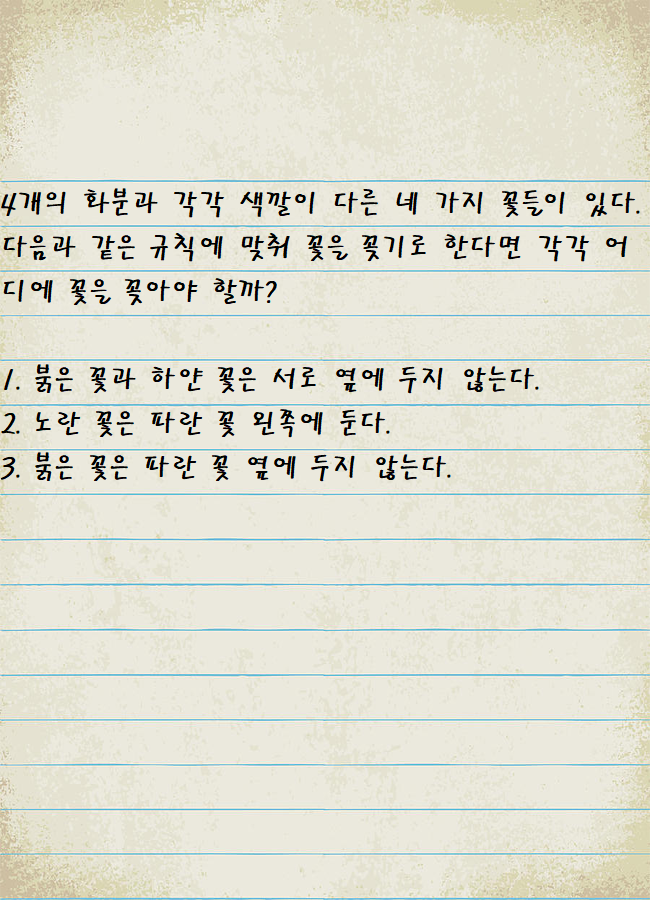 4개의 화분과 각각 색깔이 다른 네 가지 꽃들이 있다.
다음과 같은 규칙에 맞춰 꽃을 꽂기로 한다면 각각 어
디에 꽃을 꽂아야 할까?
1. 붉은 꽃과 하얀 꽃은 서로 옆에 두지 않는다.
2. 노란 꽃은 파란 꽃 왼쪽에 둔다.
3. 붉은 꽃은 파란 꽃 옆에 두지 않는다.